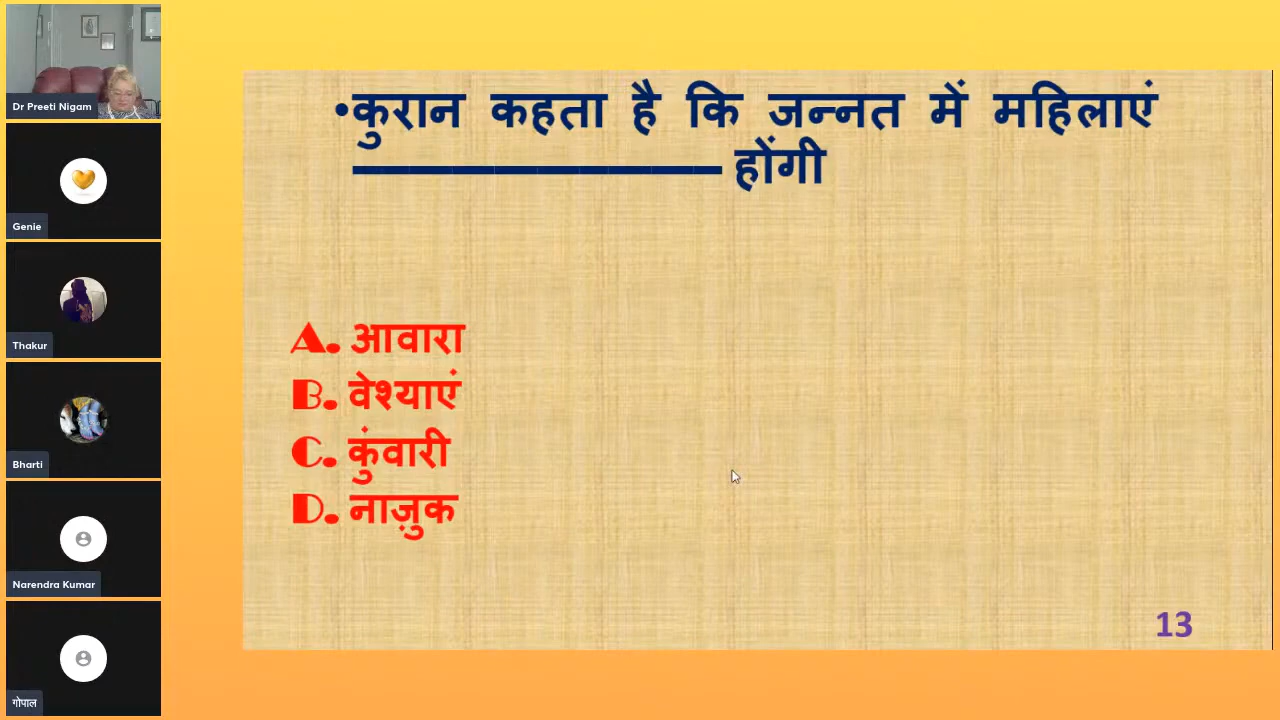 Dr Preeti Nigam
Genie
Thakur
Bharti
Narendra Kumar
गोपाल
•कुरान कहता है कि जन्नत में महिलाएं
—————————— होंगी
A. आवारा
B. वेश्याएं
C. कुंवारी
D. नाज़ुक
13